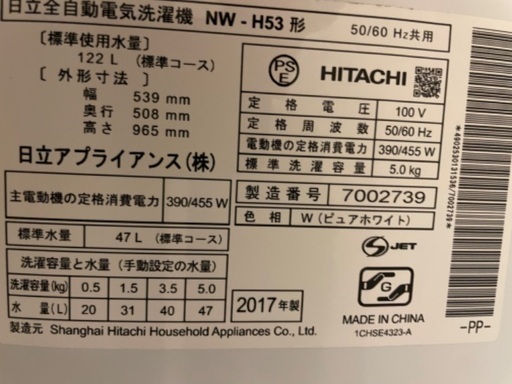 日立全自動電気洗濯機 NW-H53形 50/60 Hz共用
〔標準使用水量〕
122 L (標準コース)
〔外形寸法〕
幅 539 mm
奥行 508 mm
高さ 965 mm
日立アプライアンス(株)
PSE
HITACHI
定格電圧 100 V
定格周波数 50/60 Hz
電動機の定格消費電力 390/455 W
標準洗濯容量 5.0 kg
主電動機の定格消費電力 390/455 W
製造番号 7002739
色相 W(ピュアホワイト)
標準水量 47 L (標準コース)
洗濯容量と水量 (手動設定の水量)
洗濯容量(kg) 0.5 1.5 3.5 5.0
水量(L) 20 31 40 47
2017年製
JET
G
MADE IN CHINA
1CHSE4323-A
製造元 Shanghai Hitachi Household Appliances Co., Ltd.
*4902530131536/7002739*
-PP-